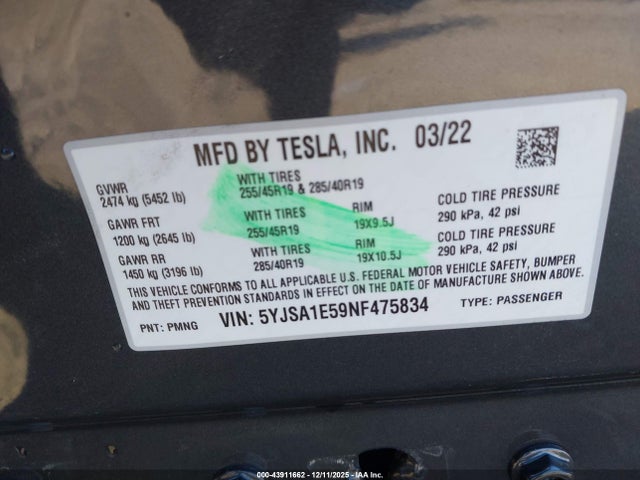 MFD BY TESLA, INC. 03/22
GVWR
2474 kg (5452 lb)
WITH TIRES
255/45R19 & 285/40R19
GAWR FRT
1200 kg (2645 lb)
WITH TIRES
255/45R19
RIM
19X9.5J
COLD TIRE PRESSURE
290 kPa, 42 psi
GAWR RR
1450 kg (3196 lb)
WITH TIRES
285/40R19
RIM
19X10.5J
COLD TIRE PRESSURE
290 kPa, 42 psi
THIS VEHICLE CONFORMS TO ALL APPLICABLE U.S. FEDERAL MOTOR VEHICLE SAFETY, BUMPER
AND THEFT PREVENTION STANDARDS IN EFFECT ON THE DATE OF MANUFACTURE SHOWN ABOVE.
PNT: PMNG VIN: 5YJSA1E59NF475834 TYPE: PASSENGER
000-43911662 - 12/11/2025 - IAA Inc.